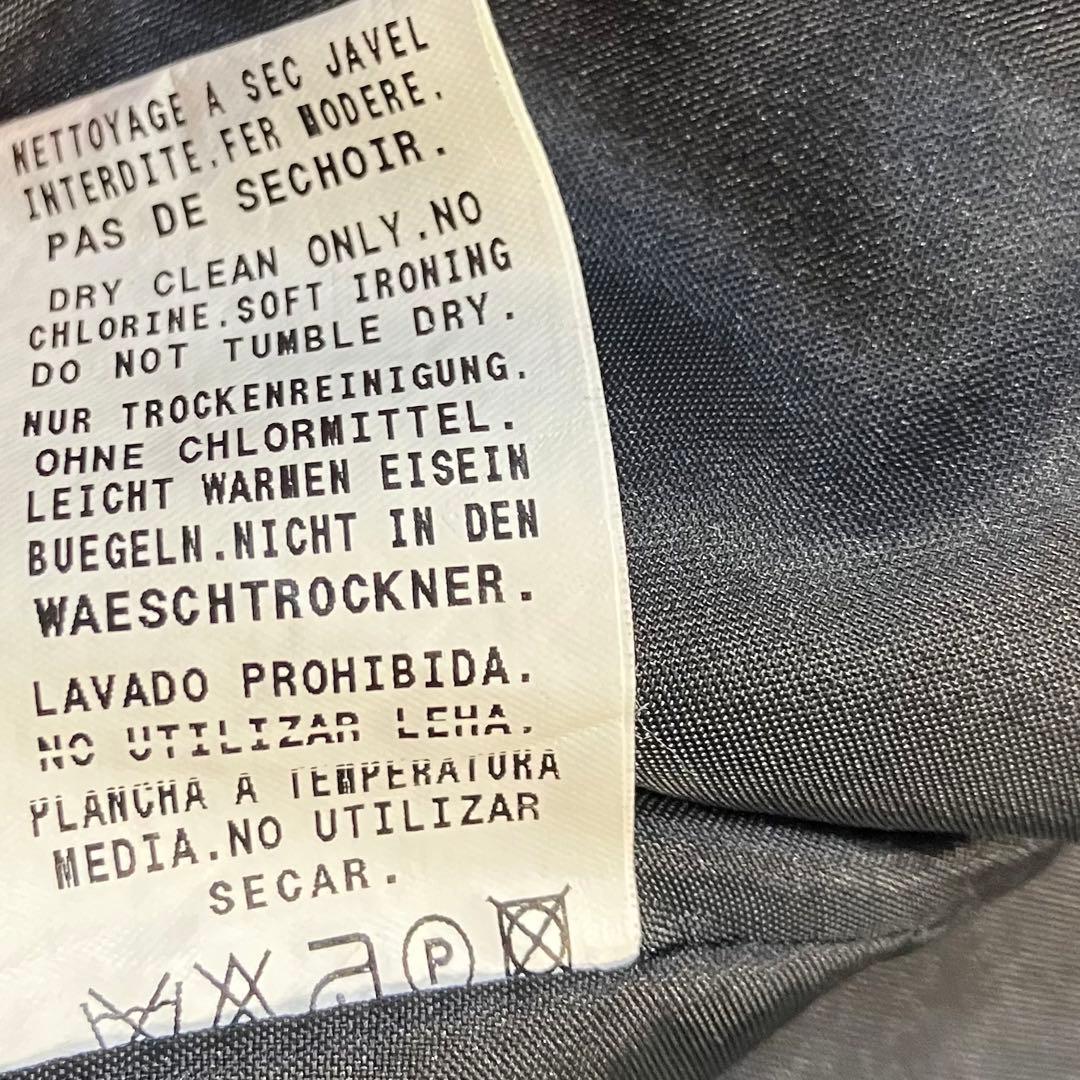 NETTOYAGE A SEC JAVEL
INTERDITE.FER MODERE.
PAS DE SECHOIR.
DRY CLEAN ONLY.NO
CHLORINE.SOFT IRONING
DO NOT TUMBLE DRY.
NUR TROCKENREINIGUNG.
OHNE CHLORMITTEL.
LEICHT WARMEN EISEIN
BUEGELN.NICHT IN DEN
WAESCHTROCKNER.
LAVADO PROHIBIDA.
NO UTILIZAR LEHA.
PLANCHA A TEMPERATURA
MEDIA.NO UTILIZAR
SECAR.
P